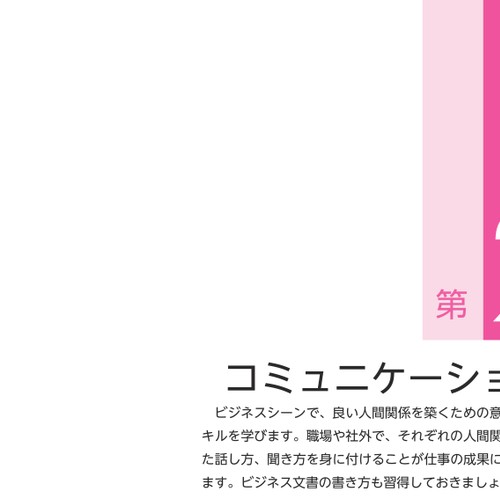 第
コミュニケーショ
ビジネスシーンで、良い人間関係を築くための意
キルを学びます。職場や社外で、それぞれの人間関
た話し方、聞き方を身に付けることが仕事の成果に
ます。ビジネス文書の書き方も習得しておきましょ